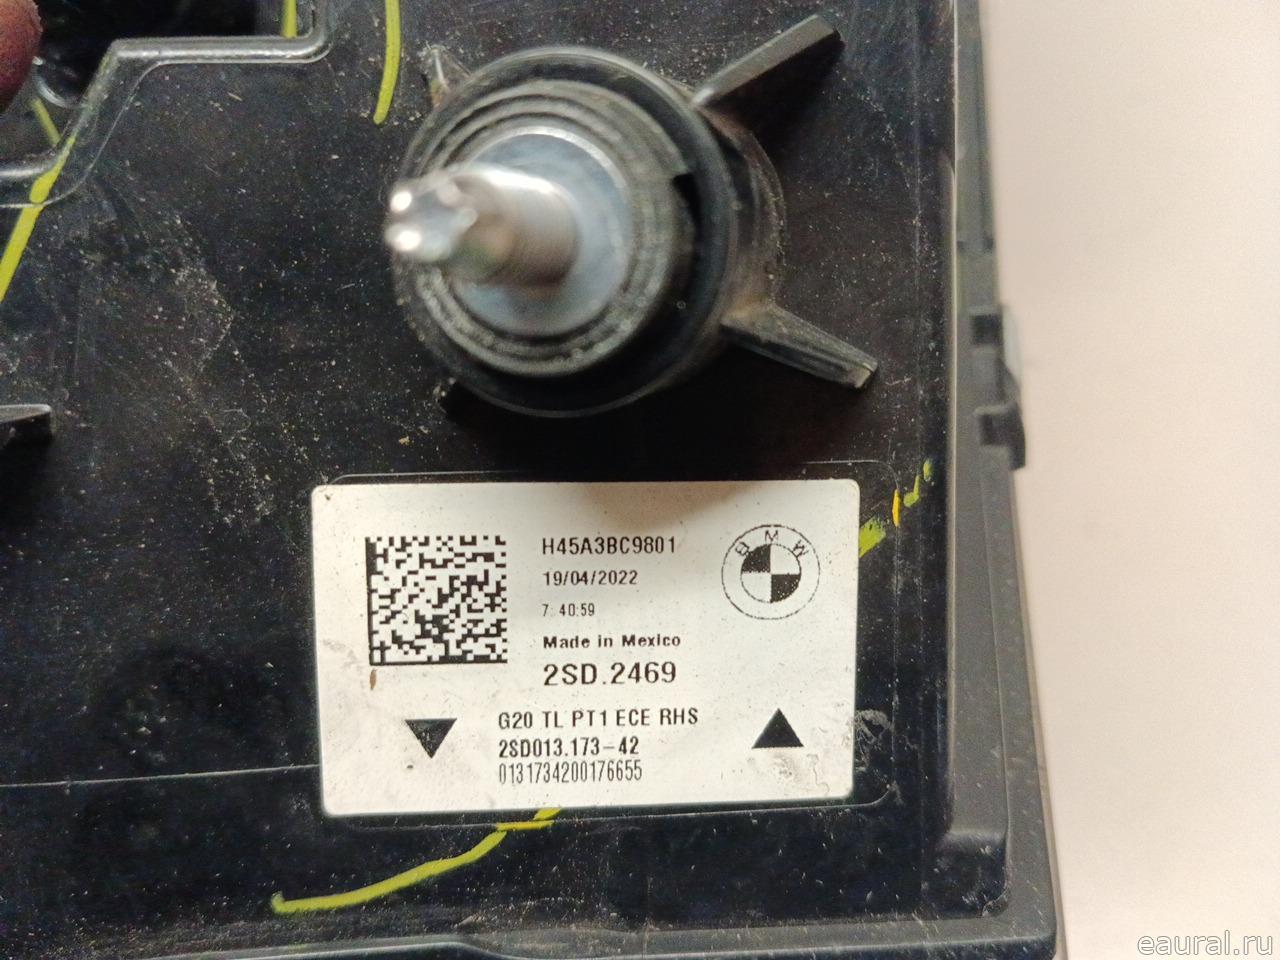 H45A3BC9801
19/04/2022
7:40:59
Made in Mexico
2SD.2469
BMW
G20 TL PT1 ECE RHS
2SD013.173-42
0131734200176655
eaural.ru